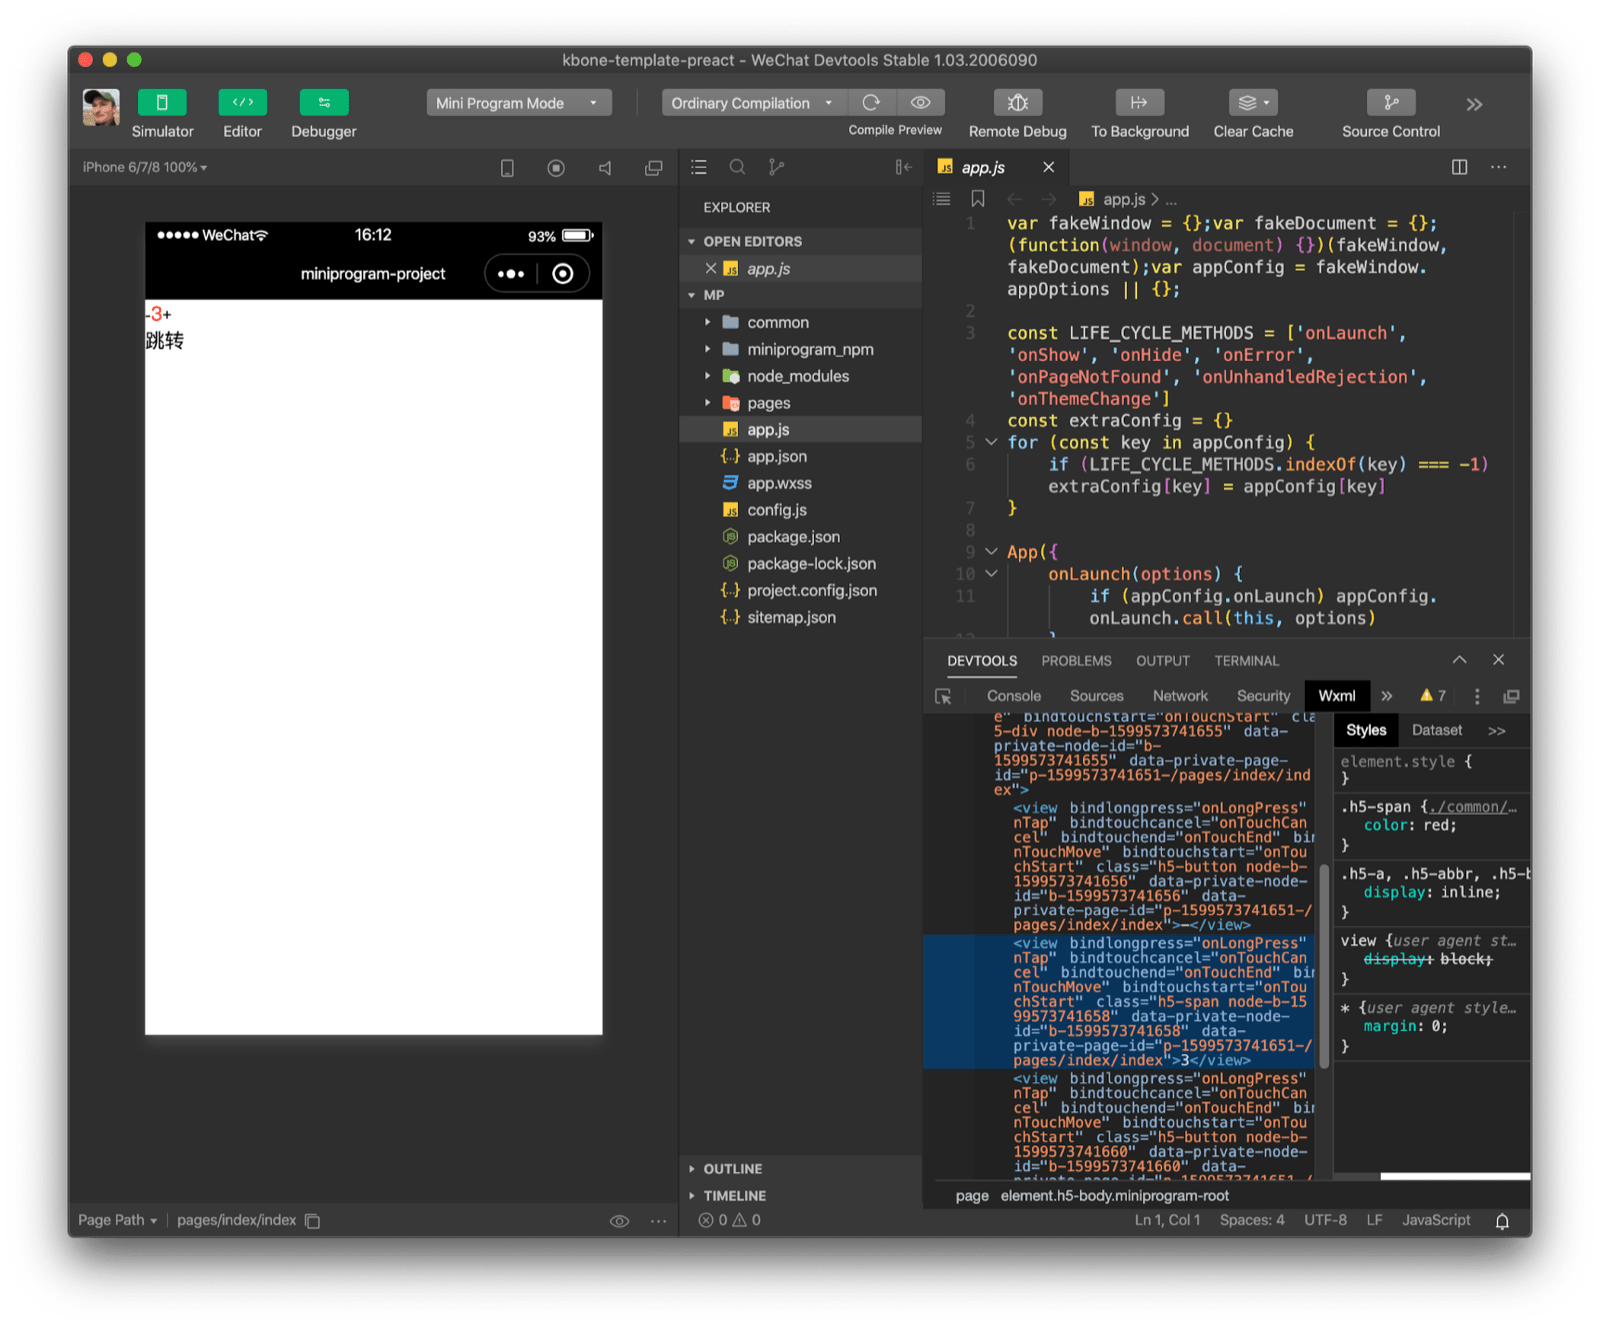 kbone-template-preact - WeChat Devtools Stable 1.03.2006090
Simulator
Editor
Debugger
Mini Program Mode
Ordinary Compilation
Compile Preview
Remote Debug
To Background
Clear Cache
Source Control
iPhone 6/7/8 100%
WeChat
16:12
93%
miniprogram-project
-3+
跳转
Page Path
pages/index/index
EXPLORER
OPEN EDITORS
app.js
MP
common
miniprogram_npm
node_modules
pages
app.js
app.json
app.wxss
config.js
package.json
package-lock.json
project.config.json
sitemap.json
OUTLINE
TIMELINE
0 0
app.js
app.js > ...
1 var fakeWindow = {};var fakeDocument = {};
(function(window, document) {})(fakeWindow,
fakeDocument);var appConfig = fakeWindow.
appOptions || {};
2
3 const LIFE_CYCLE_METHODS = ['onLaunch',
'onShow', 'onHide', 'onError',
'onPageNotFound', 'onUnhandledRejection',
'onThemeChange']
4 const extraConfig = {}
5 for (const key in appConfig) {
6 if (LIFE_CYCLE_METHODS.indexOf(key) === -1)
extraConfig[key] = appConfig[key]
7 }
8
9 App({
10 onLaunch(options) {
11 if (appConfig.onLaunch) appConfig.
onLaunch.call(this, options)
DEVTOOLS PROBLEMS OUTPUT TERMINAL
Console Sources Network Security Wxml » 7
e" bindtouchstart="onTouchStart" cla
5-div node-b-1599573741655" data-
private-node-id="b-
1599573741655" data-private-page-
id="p-1599573741651-/pages/index/ind
ex">
<view bindlongpress="onLongPress"
nTap" bindtouchcancel="onTouchCan
cel" bindtouchend="onTouchEnd" bin
nTouchMove" bindtouchstart="onTou
chStart" class="h5-button node-b-
1599573741656" data-private-node-
id="b-1599573741656" data-
private-page-id="p-1599573741651-/
pages/index/index">-</view>
<view bindlongpress="onLongPress"
nTap" bindtouchcancel="onTouchCan
cel" bindtouchend="onTouchEnd" bin
nTouchMove" bindtouchstart="onTou
chStart" class="h5-span node-b-15
99573741658" data-private-node-
id="b-1599573741658" data-
private-page-id="p-1599573741651-/
pages/index/index">3</view>
<view bindlongpress="onLongPress"
nTap" bindtouchcancel="onTouchCan
cel" bindtouchend="onTouchEnd" bin
nTouchMove" bindtouchstart="onTou
chStart" class="h5-button node-b-
1599573741660" data-private-node-
id="b-1599573741660" data-
private-page-id="p-1599573741651-/
page element.h5-body.miniprogram-root
Styles Dataset >>
element.style {
}
.h5-span {./common/…
color: red;
}
.h5-a, .h5-abbr, .h5-b
display: inline;
}
view {user agent st…
display: block;
}
* {user agent style…
margin: 0;
}
Ln 1, Col 1 Spaces: 4 UTF-8 LF JavaScript